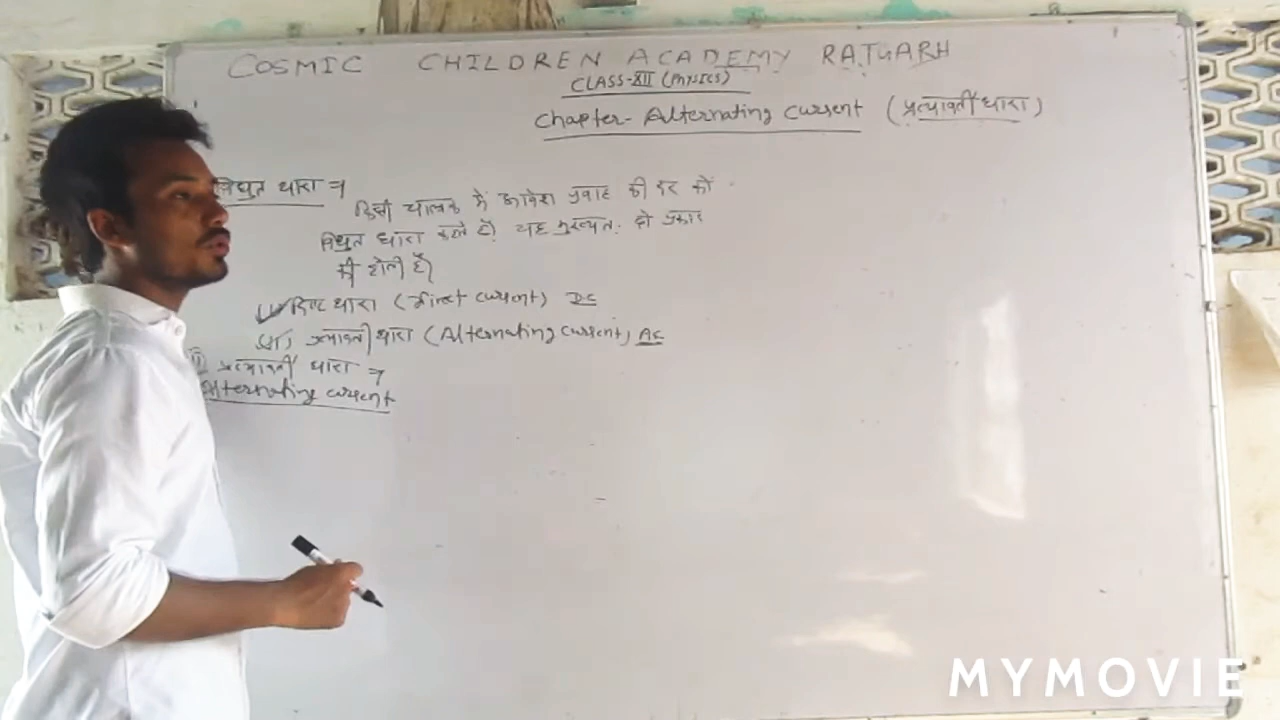 COSMIC CHILDREN ACADEMY RAJGARH
CLASS-XII (PHYSICS)
Chapter- Alternating current (प्रत्यावर्ती धारा)
विधुत धारा ⇒
किसी चालक में आवेश प्रवाह की दर को
विधुत धारा कहते हैं। यह मुख्यत: दो प्रकार
की होती हैं।
(i) दिष्ट धारा (Direct current) DC
(ii) प्रत्यावर्ती धारा (Alternating current) AC
प्रत्यावर्ती धारा ⇒
Alternating current
MYMOVIE